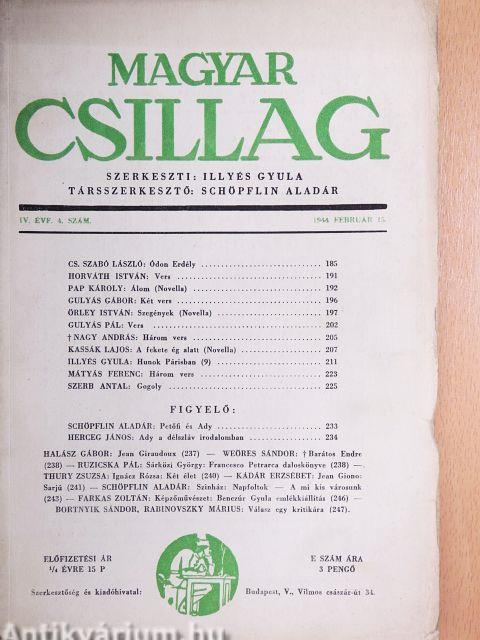 MAGYAR
CSILLAG
SZERKESZTI: ILLYÉS GYULA
TÁRSSZERKESZTŐ: SCHÖPFLIN ALADÁR
IV. ÉVF. 4. SZÁM. 1944 FEBRUÁR 15.
CS. SZABÓ LÁSZLÓ: Ódon Erdély 185
HORVÁTH ISTVÁN: Vers 191
PAP KÁROLY: Álom (Novella) 192
GULYÁS GÁBOR: Két vers 196
ÖRLEY ISTVÁN: Szegények (Novella) 197
GULYÁS PÁL: Vers 202
†NAGY ANDRÁS: Három vers 205
KASSÁK LAJOS: A fekete ég alatt (Novella) 207
ILLYÉS GYULA: Hunok Párisban (9) 211
MÁTYÁS FERENC: Három vers 223
SZERB ANTAL: Gogoly 225
FIGYELŐ:
SCHÖPFLIN ALADÁR: Petőfi és Ady 233
HERCEG JÁNOS: Ady a délszláv irodalomban 234
HALÁSZ GÁBOR: Jean Giraudoux (237) — WEÖRES SÁNDOR: †Barátos Endre
(238) — RUZICSKA PÁL: Sárközi György: Francesco Petrarca daloskönyve (238) —
THURY ZSUZSA: Ignácz Rózsa: Két élet (240) — KÁDÁR ERZSÉBET: Jean Giono:
Sarjú (241) — SCHÖPFLIN ALADÁR: Színház: Napfoltok — A mi kis városunk
(243) — FARKAS ZOLTÁN: Képzőművészet: Benczúr Gyula emlékkiállítás (246) —
BORTNYIK SÁNDOR, RABINOVSZKY MÁRIUS: Válasz egy kritikára (247).
ELŐFIZETÉSI ÁR
¼ ÉVRE 15 P
E SZÁM ÁRA
3 PENGŐ
Szerkesztőség és kiadóhivatal: Budapest, V., Vilmos császár-út 34.
Antikvárium.hu